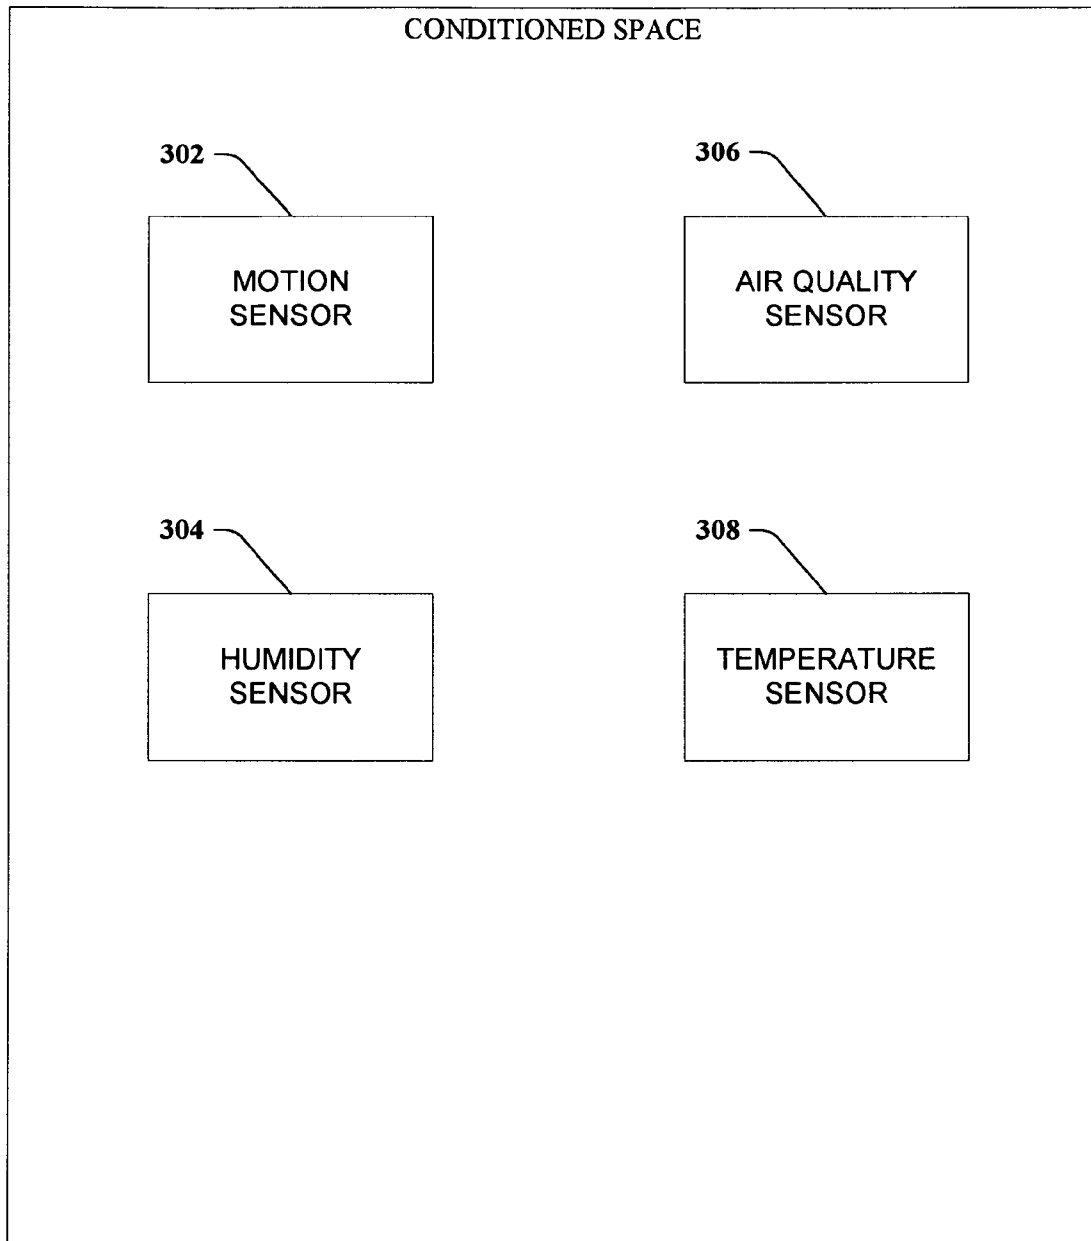 CONDITIONED SPACE
302
MOTION
SENSOR
306
AIR QUALITY
SENSOR
304
HUMIDITY
SENSOR
308
TEMPERATURE
SENSOR